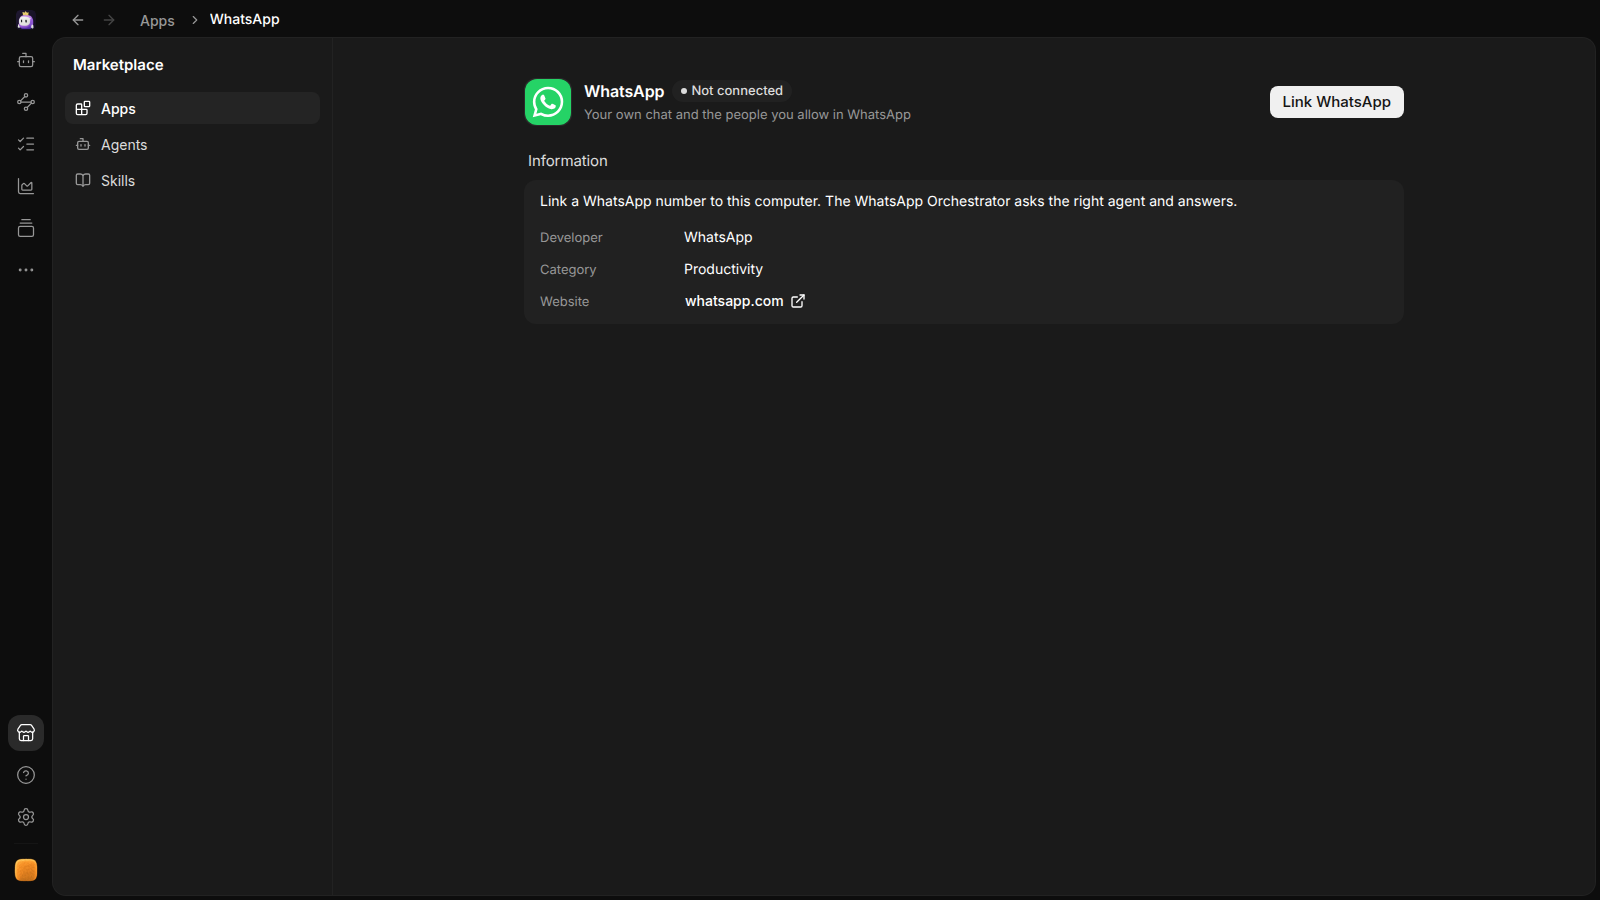 Apps > WhatsApp
Marketplace
Apps
Agents
Skills
WhatsApp
Not connected
Your own chat and the people you allow in WhatsApp
Link WhatsApp
Information
Link a WhatsApp number to this computer. The WhatsApp Orchestrator asks the right agent and answers.
Developer WhatsApp
Category Productivity
Website whatsapp.com